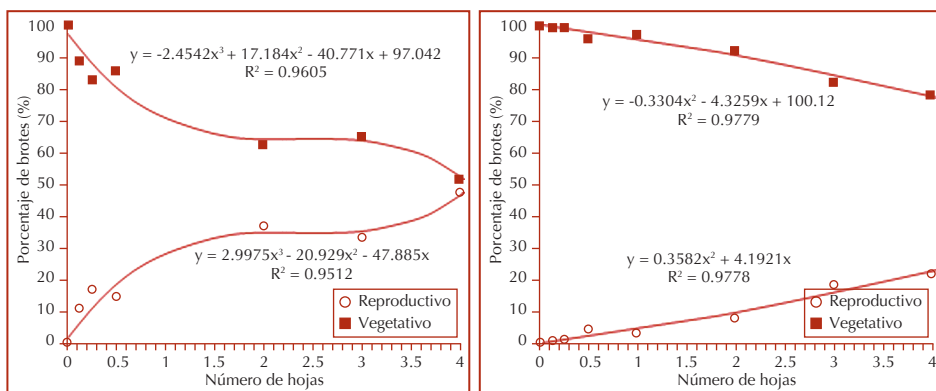 Porcentaje de brotes (%)
100
90
80
70
60
50
40
30
20
10
0
y = -2.4542x³ + 17.184x² - 40.771x + 97.042
R² = 0.9605
y = 2.9975x³ - 20.929x² - 47.885x
R² = 0.9512
Reproductivo
Vegetativo
0 0.5 1 1.5 2 2.5 3 3.5 4
Número de hojas
Porcentaje de brotes (%)
100
90
80
70
60
50
40
30
20
10
0
y = -0.3304x² - 4.3259x + 100.12
R² = 0.9779
y = 0.3582x² + 4.1921x
R² = 0.9778
Reproductivo
Vegetativo
0 0.5 1 1.5 2 2.5 3 3.5 4
Número de hojas